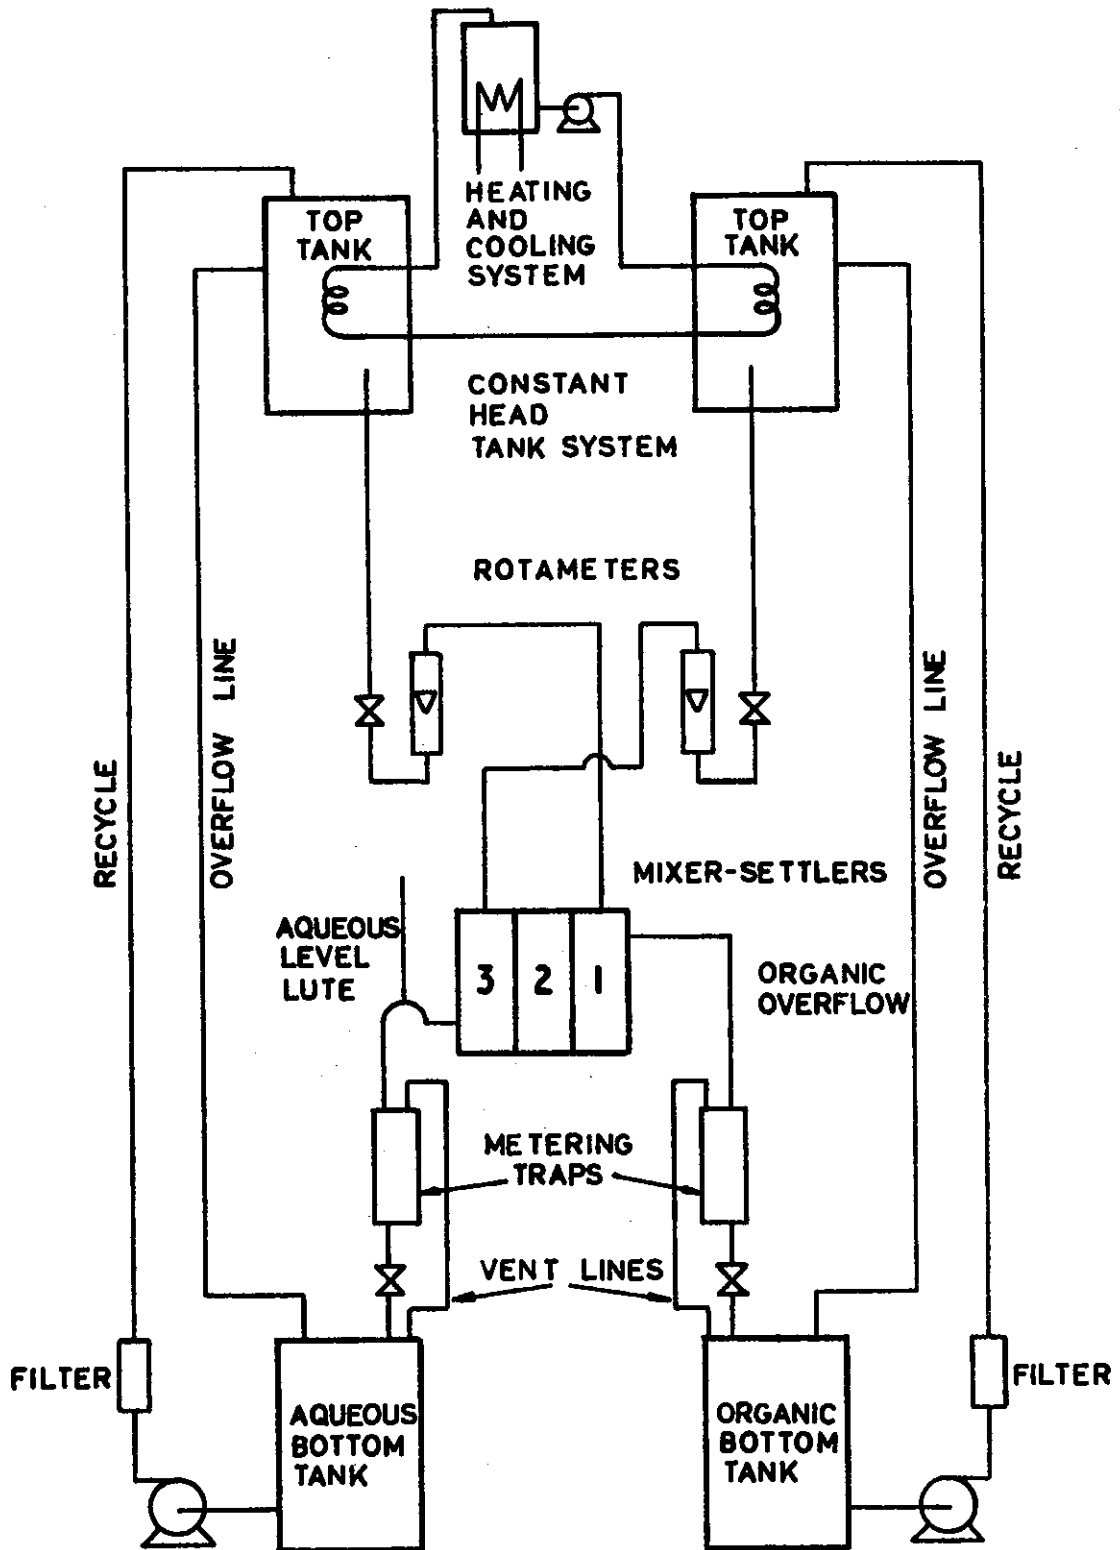 HEATING
AND
COOLING
SYSTEM
TOP
TANK
TOP
TANK
CONSTANT
HEAD
TANK SYSTEM
ROTAMETERS
RECYCLE
OVERFLOW LINE
OVERFLOW LINE
RECYCLE
MIXER-SETTLERS
AQUEOUS
LEVEL
LUTE
3 2 1
ORGANIC
OVERFLOW
METERING
TRAPS
VENT LINES
FILTER
FILTER
AQUEOUS
BOTTOM
TANK
ORGANIC
BOTTOM
TANK